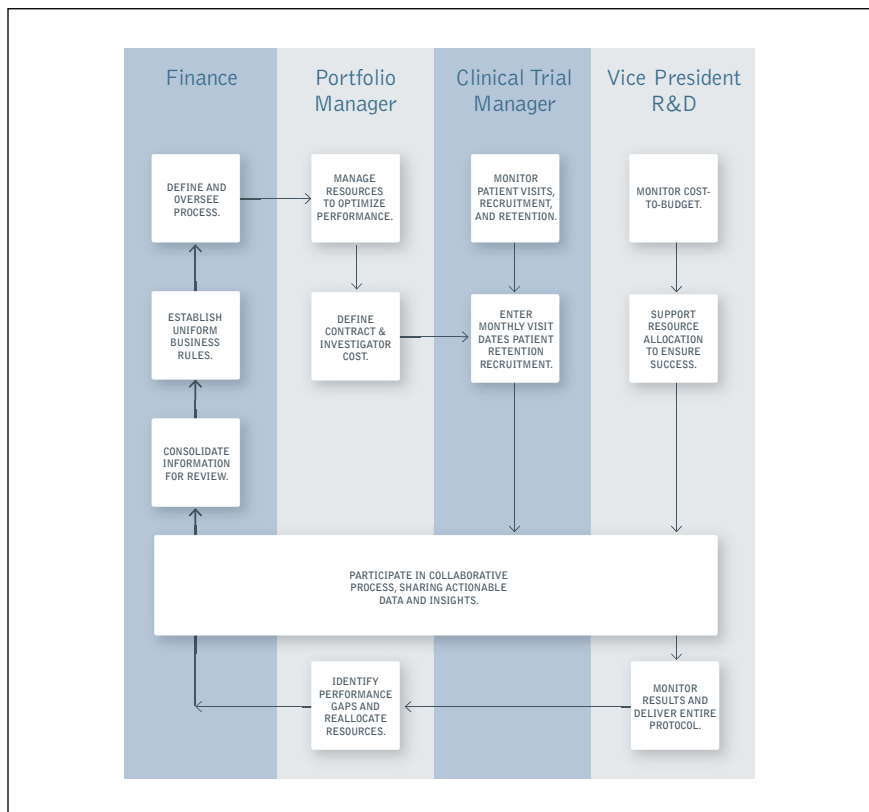 Finance
Portfolio
Manager
Clinical Trial
Manager
Vice President
R&D
DEFINE AND
OVERSEE
PROCESS.
MANAGE
RESOURCES
TO OPTIMIZE
PERFORMANCE.
MONITOR
PATIENT VISITS,
RECRUITMENT,
AND RETENTION.
MONITOR COST-
TO-BUDGET.
ESTABLISH
UNIFORM
BUSINESS
RULES.
DEFINE
CONTRACT &
INVESTIGATOR
COST.
ENTER
MONTHLY VISIT
DATES PATIENT
RETENTION
RECRUITMENT.
SUPPORT
RESOURCE
ALLOCATION
TO ENSURE
SUCCESS.
CONSOLIDATE
INFORMATION
FOR REVIEW.
PARTICIPATE IN COLLABORATIVE
PROCESS, SHARING ACTIONABLE
DATA AND INSIGHTS.
IDENTIFY
PERFORMANCE
GAPS AND
REALLOCATE
RESOURCES.
MONITOR
RESULTS AND
DELIVER ENTIRE
PROTOCOL.